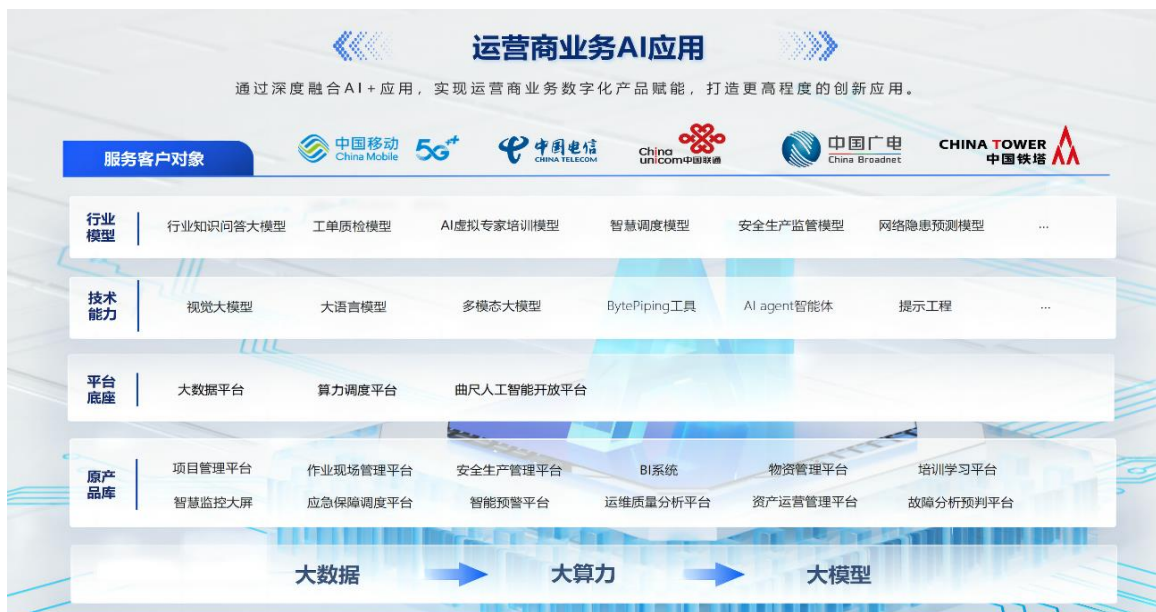 运营商业务AI应用
通过深度融合AI+应用，实现运营商业务数字化产品赋能，打造更高程度的创新应用。
服务客户对象
中国移动
China Mobile
5G++
中国电信
CHINA TELECOM
China
unicom中国联通
中国广电
China Broadnet
CHINA TOWER
中国铁塔
行业
模型
行业知识问答大模型 工单质检模型 AI虚拟专家培训模型 智慧调度模型 安全生产监管模型 网络隐患预测模型 ...
技术
能力
视觉大模型 大语言模型 多模态大模型 BytePiping工具 AI agent智能体 提示工程 ...
平台
底座
大数据平台 算力调度平台 曲尺人工智能开放平台
原产
品库
项目管理平台 作业现场管理平台 安全生产管理平台 BI系统 物资管理平台 培训学习平台
智慧监控大屏 应急保障调度平台 智能预警平台 运维质量分析平台 资产运营管理平台 故障分析预判平台
大数据 大算力 大模型